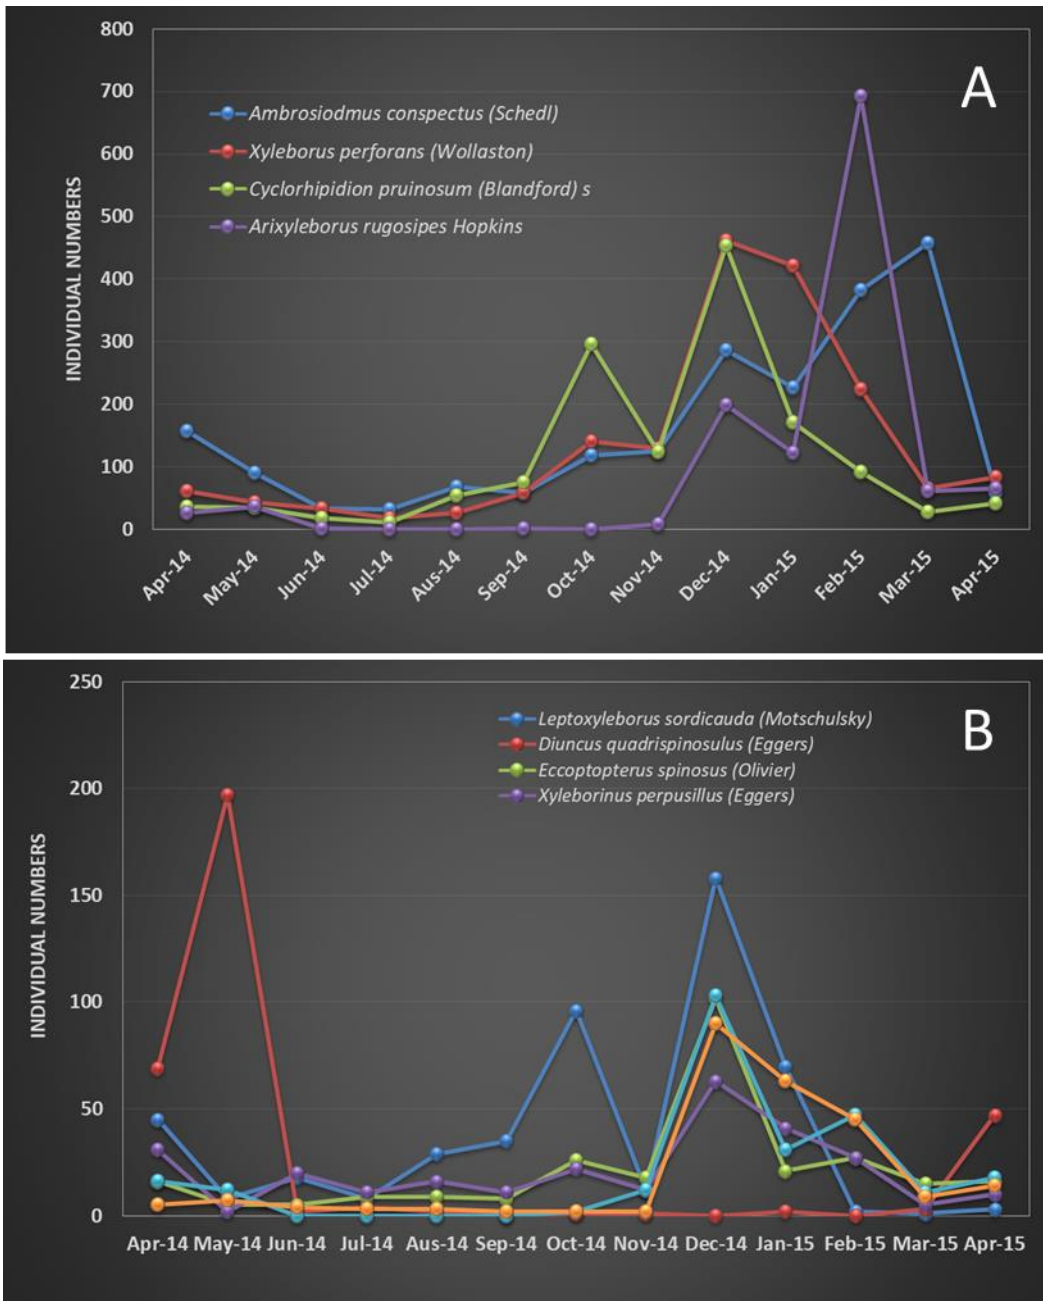 800
700
600
500
400
300
200
100
0
INDIVIDUAL NUMBERS
A
Ambrosiodmus conspectus (Schedl)
Xyleborus perforans (Wollaston)
Cyclorhipidion pruinosum (Blandford) s
Arixyleborus rugosipes Hopkins
Apr-14 May-14 Jun-14 Jul-14 Aus-14 Sep-14 Oct-14 Nov-14 Dec-14 Jan-15 Feb-15 Mar-15 Apr-15
250
200
150
100
50
0
INDIVIDUAL NUMBERS
B
Leptoxyleborus sordicauda (Motschulsky)
Diuncus quadrispinosulus (Eggers)
Eccoptopterus spinosus (Olivier)
Xyleborinus perpusillus (Eggers)
Apr-14 May-14 Jun-14 Jul-14 Aus-14 Sep-14 Oct-14 Nov-14 Dec-14 Jan-15 Feb-15 Mar-15 Apr-15